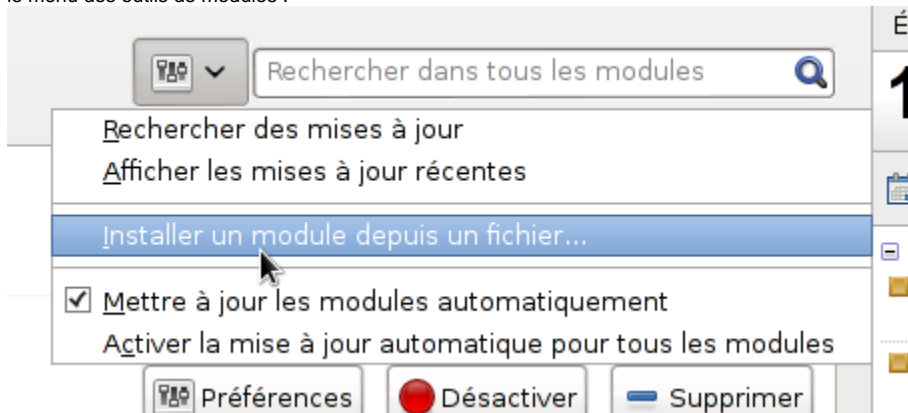 le menu des outils de modules :
É
Rechercher dans tous les modules
1
Rechercher des mises à jour
Afficher les mises à jour récentes
Installer un module depuis un fichier...
Mettre à jour les modules automatiquement
Activer la mise à jour automatique pour tous les modules
Préférences
Désactiver
Supprimer